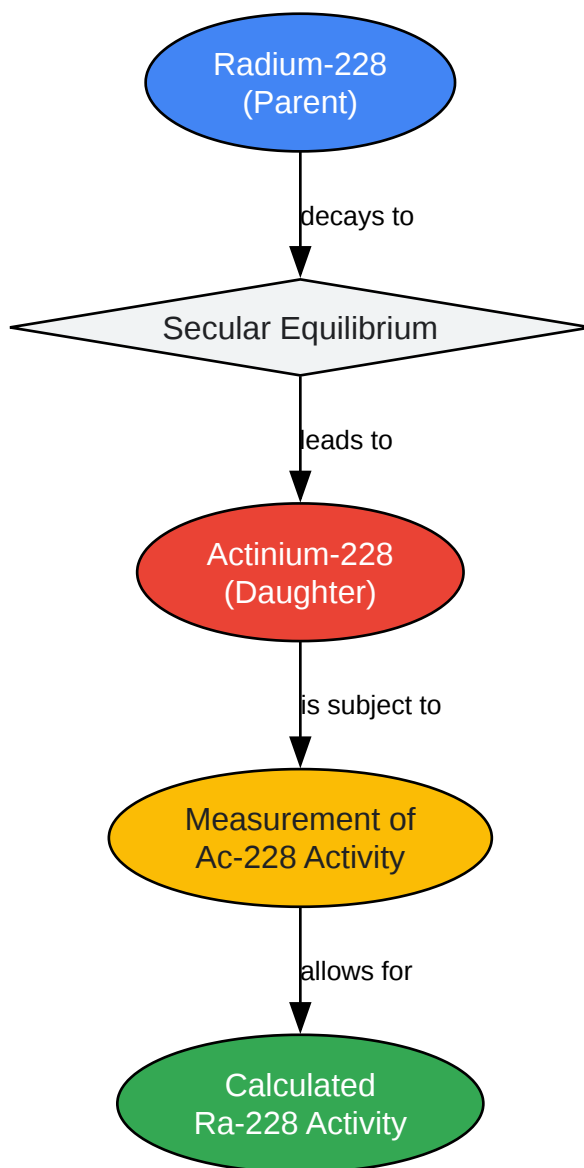 Radium-228
(Parent)
decays to
Secular Equilibrium
leads to
Actinium-228
(Daughter)
is subject to
Measurement of
Ac-228 Activity
allows for
Calculated
Ra-228 Activity